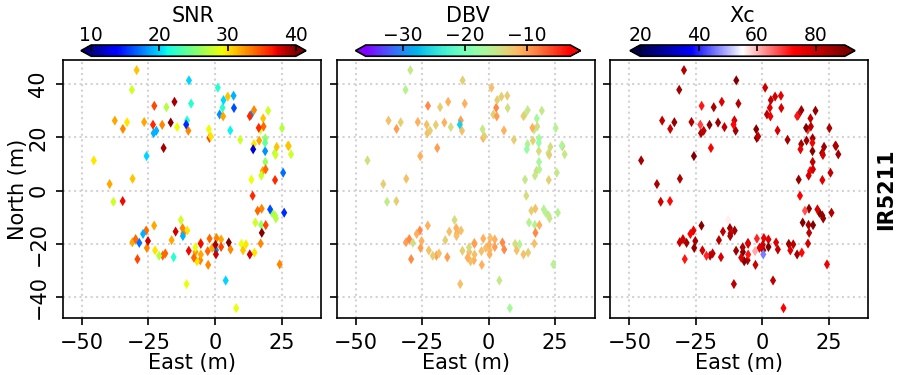 SNR DBV Xc
10 20 30 40 −30 −20 −10 20 40 60 80
40
20
0
−20
−40
North (m)
−50 −25 0 25 −50 −25 0 25 −50 −25 0 25
East (m) East (m) East (m)
IR5211